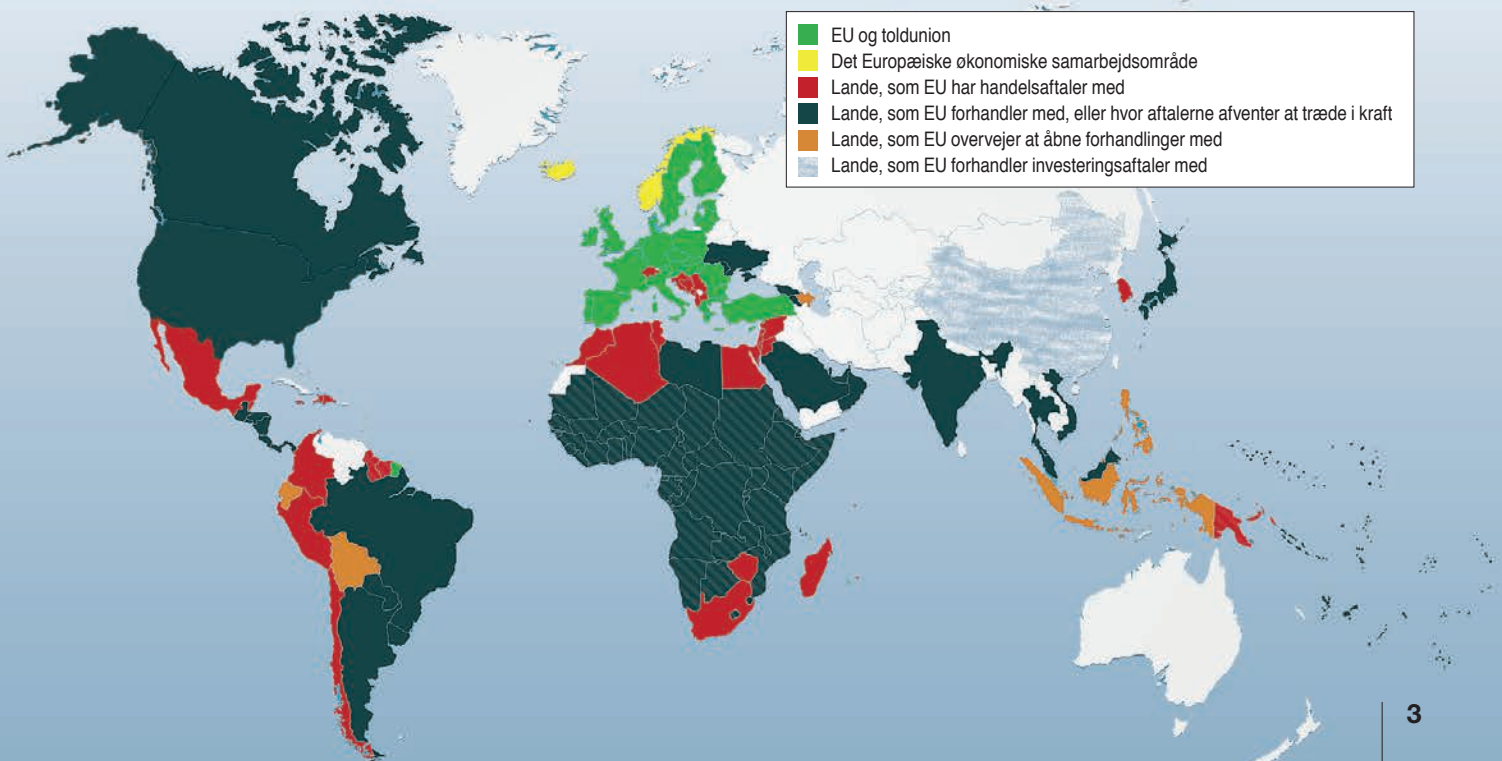 EU og toldunion
Det Europæiske økonomiske samarbejdsområde
Lande, som EU har handelsaftaler med
Lande, som EU forhandler med, eller hvor aftalerne afventer at træde i kraft
Lande, som EU overvejer at åbne forhandlinger med
Lande, som EU forhandler investeringsaftaler med
3